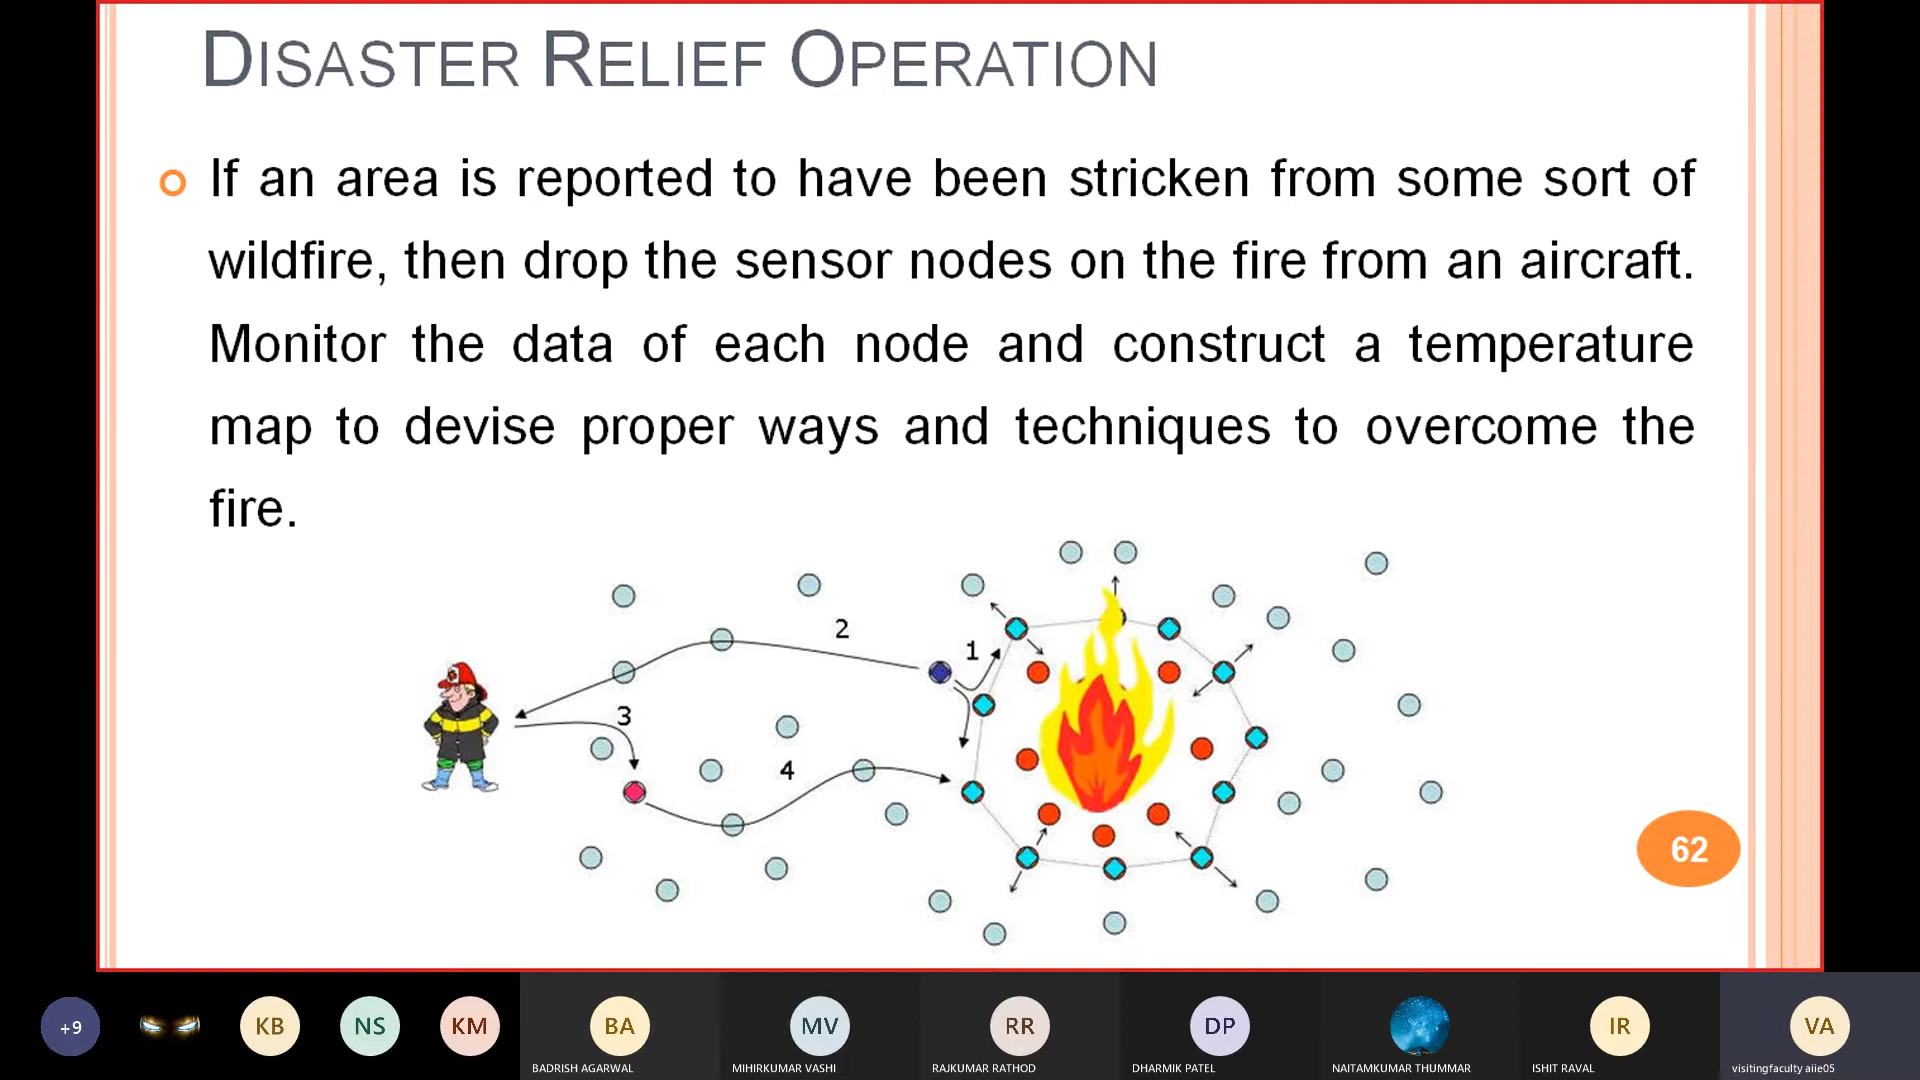 DISASTER RELIEF OPERATION
If an area is reported to have been stricken from some sort of
wildfire, then drop the sensor nodes on the fire from an aircraft.
Monitor the data of each node and construct a temperature
map to devise proper ways and techniques to overcome the
fire.
2
1
3
4
62
+9
KB
NS
KM
BA
MV
RR
DP
IR
VA
BADRISH AGARWAL
MIHIRKUMAR VASHI
RAJKUMAR RATHOD
DHARMIK PATEL
NAITAMKUMAR THUMMAR
ISHIT RAVAL
visitingfaculty aiie05